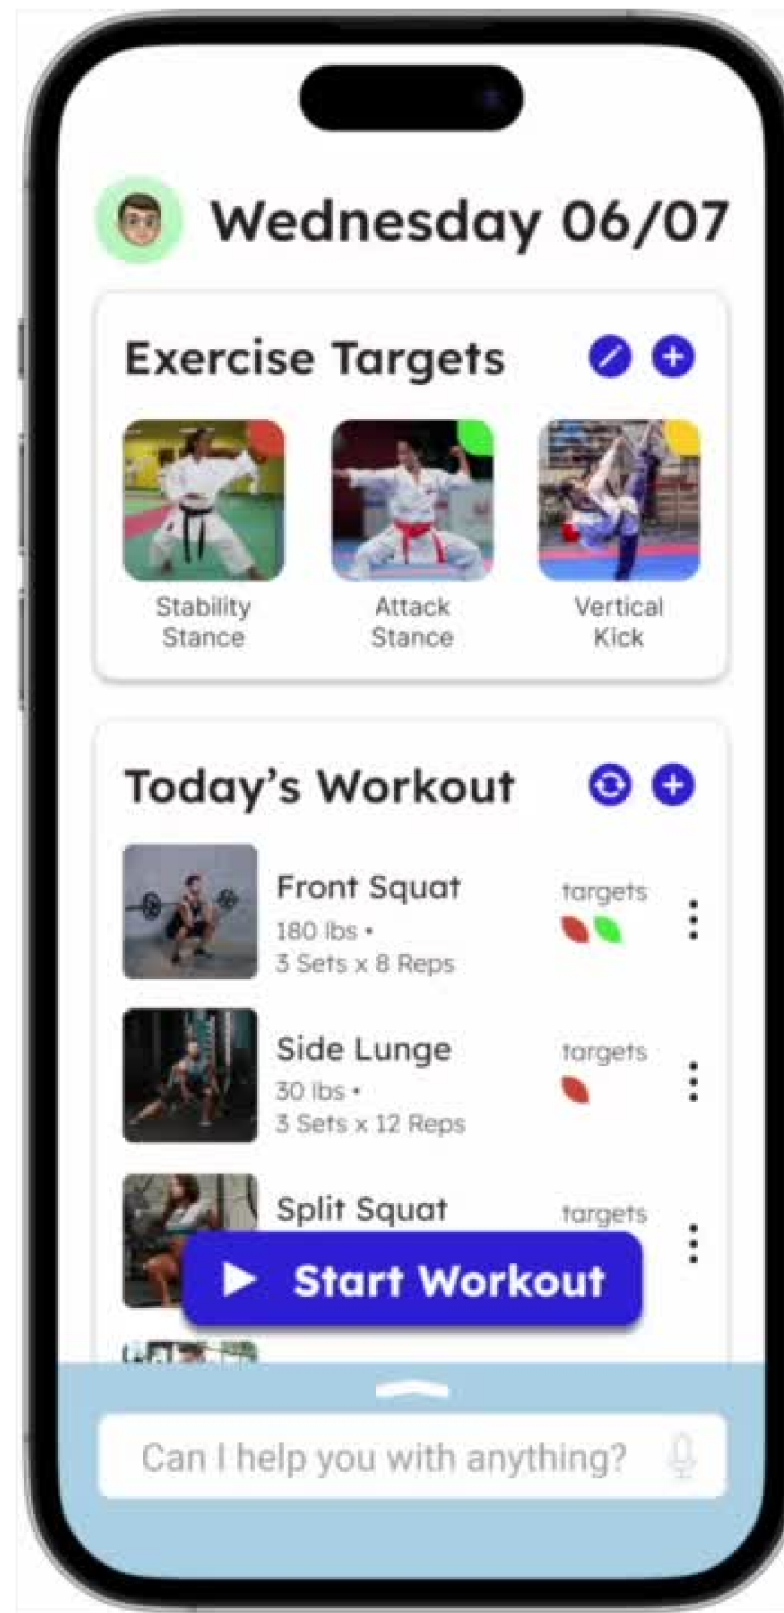 Wednesday 06/07
Exercise Targets
Stability
Stance
Attack
Stance
Vertical
Kick
Today’s Workout
Front Squat
180 lbs •
3 Sets x 8 Reps
targets
Side Lunge
30 lbs •
3 Sets x 12 Reps
targets
Split Squat
targets
Start Workout
Can I help you with anything?